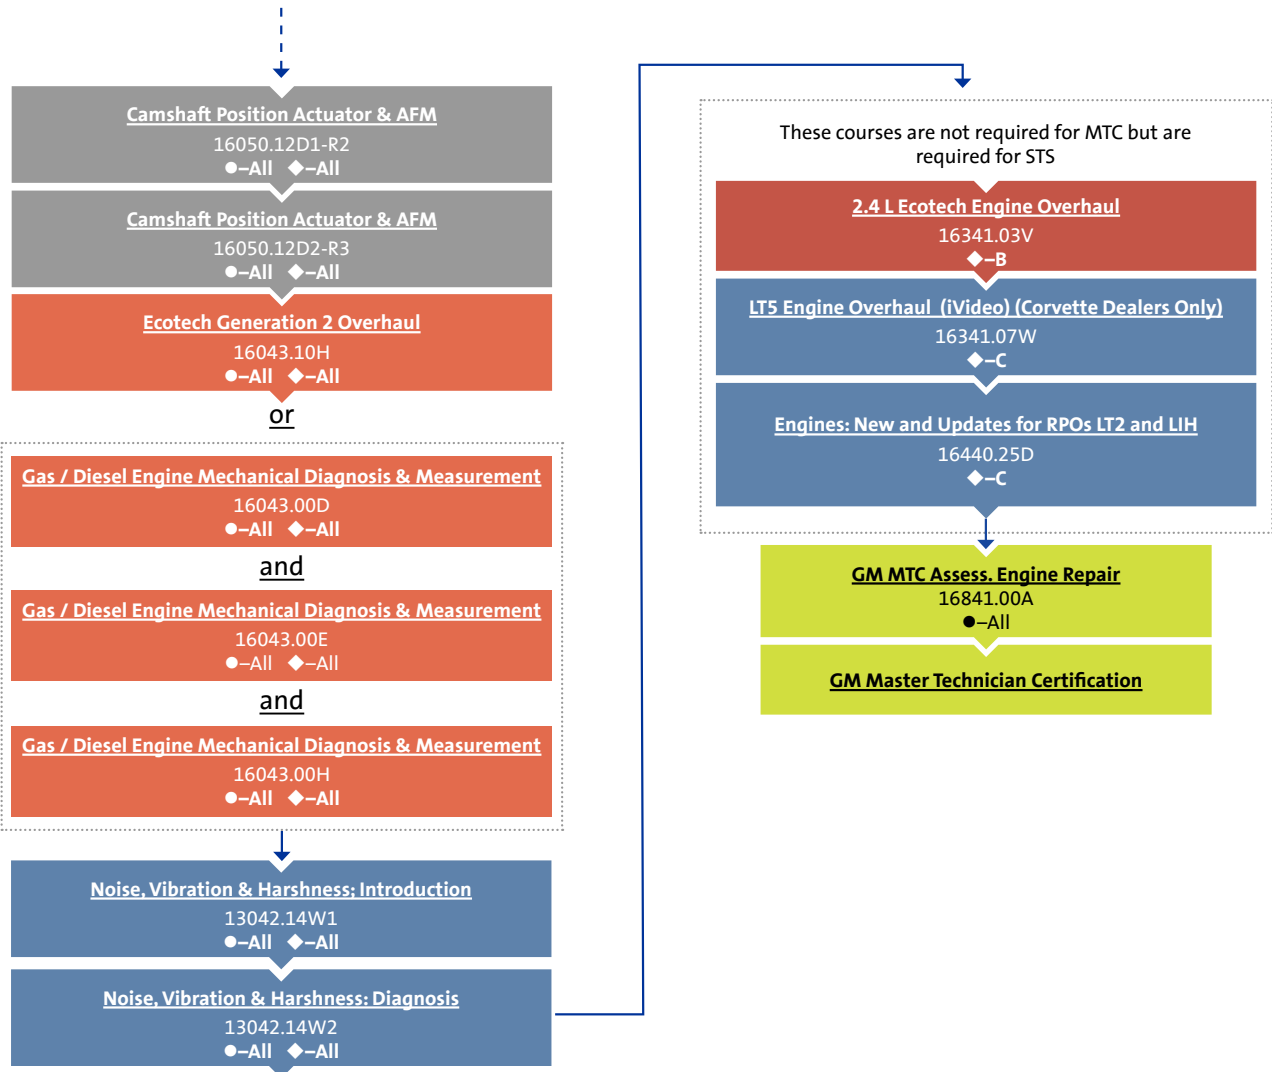 Camshaft Position Actuator & AFM
16050.12D1-R2
●–All ◆–All
Camshaft Position Actuator & AFM
16050.12D2-R3
●–All ◆–All
Ecotech Generation 2 Overhaul
16043.10H
●–All ◆–All
or
Gas / Diesel Engine Mechanical Diagnosis & Measurement
16043.00D
●–All ◆–All
and
Gas / Diesel Engine Mechanical Diagnosis & Measurement
16043.00E
●–All ◆–All
and
Gas / Diesel Engine Mechanical Diagnosis & Measurement
16043.00H
●–All ◆–All
Noise, Vibration & Harshness; Introduction
13042.14W1
●–All ◆–All
Noise, Vibration & Harshness: Diagnosis
13042.14W2
●–All ◆–All
These courses are not required for MTC but are
required for STS
2.4 L Ecotech Engine Overhaul
16341.03V
◆–B
LT5 Engine Overhaul (iVideo) (Corvette Dealers Only)
16341.07W
◆–C
Engines: New and Updates for RPOs LT2 and LIH
16440.25D
◆–C
GM MTC Assess. Engine Repair
16841.00A
●–All
GM Master Technician Certification